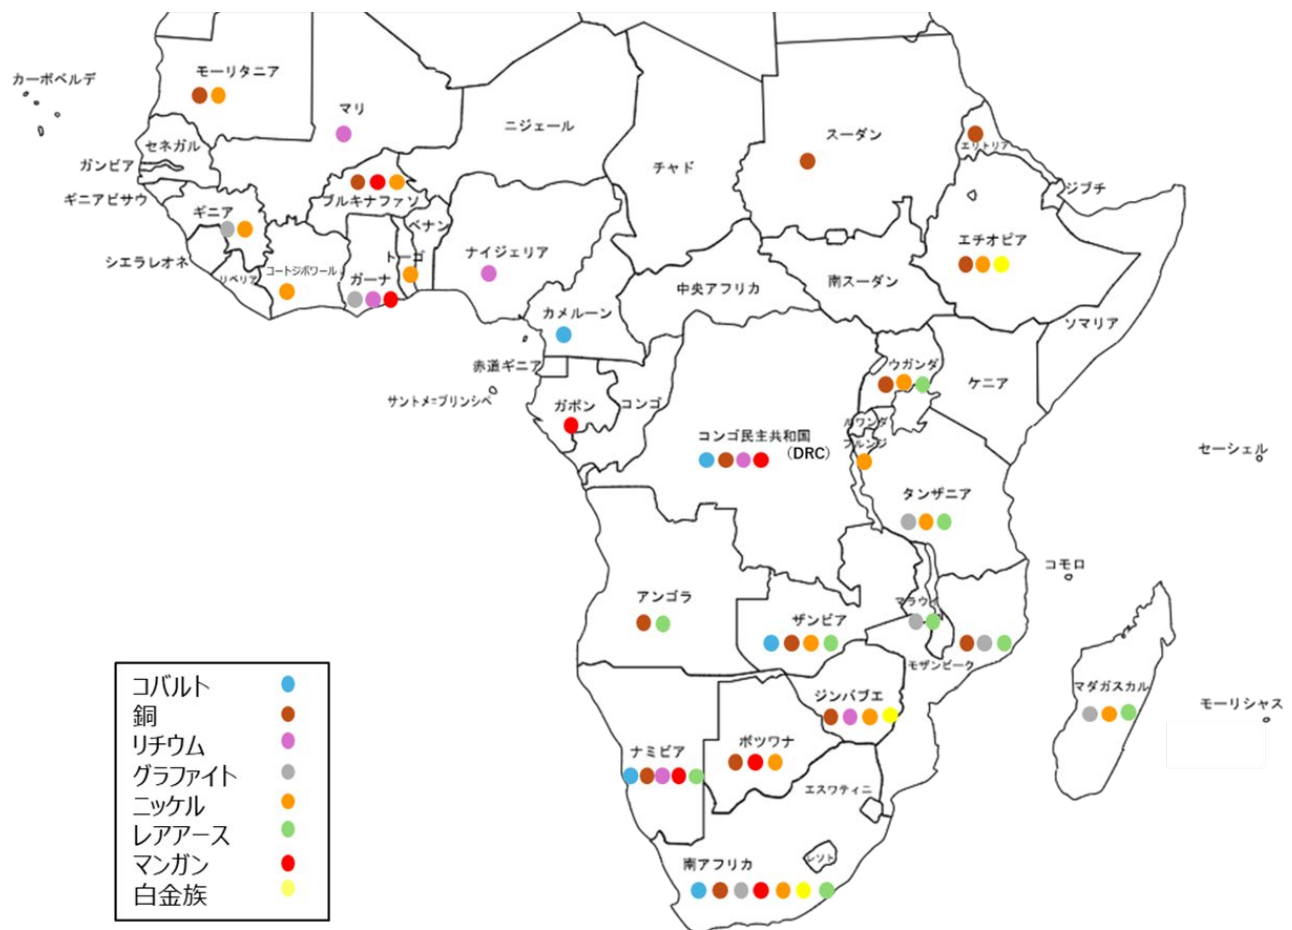 モーリタニア
カーボベルデ
マリ
ニジェール
スーダン
エリトリア
セネガル
チャド
ガンビア
ジブチ
ギニアビサウ
ブルキナファソ
ギニア
ベナン
エチオピア
ナイジェリア
トーゴ
シエラレオネ
リベリア
コートジボワール
ガーナ
中央アフリカ
南スーダン
カメルーン
ソマリア
赤道ギニア
ウガンダ
ケニア
サントメ=プリンシペ
ガボン
コンゴ
ルワンダ
コンゴ民主共和国
（DRC）
ブルンジ
セーシェル
タンザニア
コモロ
アンゴラ
マラウイ
ザンビア
モザンビーク
マダガスカル
ジンバブエ
モーリシャス
ナミビア
ボツワナ
エスワティニ
南アフリカ
レソト
コバルト
銅
リチウム
グラファイト
ニッケル
レアアース
マンガン
白金族